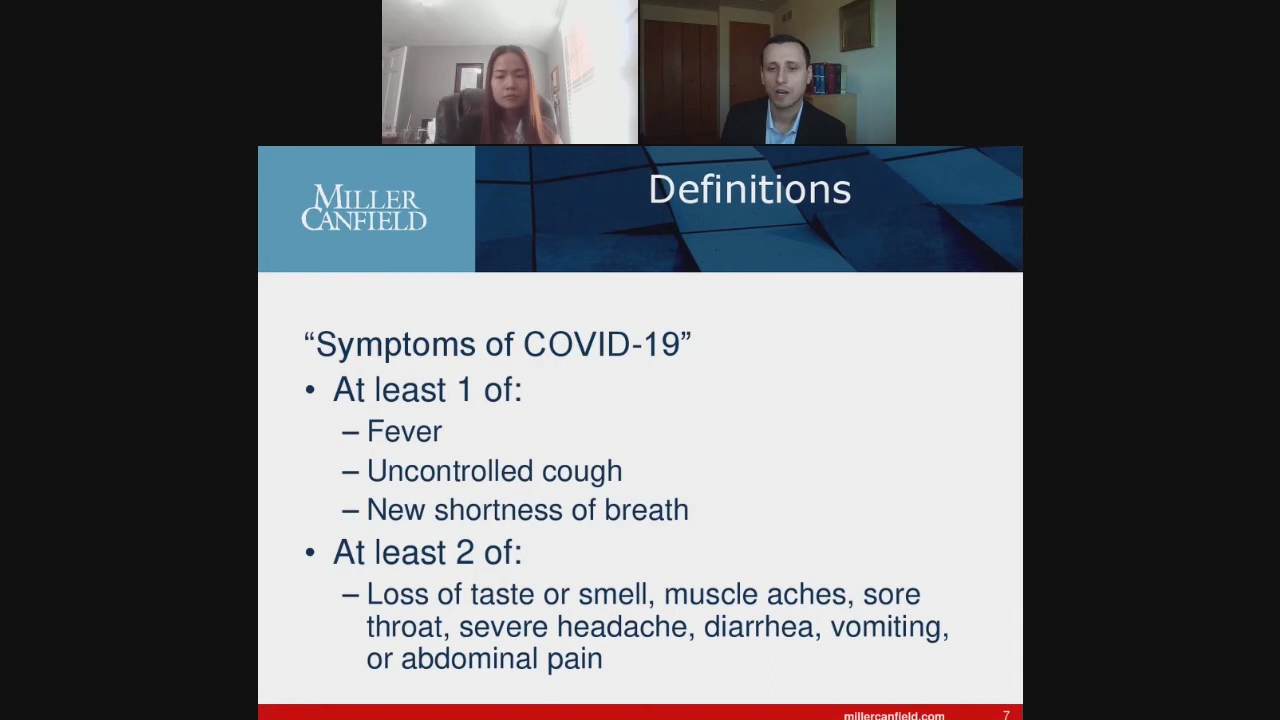 MILLER
CANFIELD
Definitions
“Symptoms of COVID-19”
• At least 1 of:
– Fever
– Uncontrolled cough
– New shortness of breath
• At least 2 of:
– Loss of taste or smell, muscle aches, sore
throat, severe headache, diarrhea, vomiting,
or abdominal pain
millercanfield.com
7